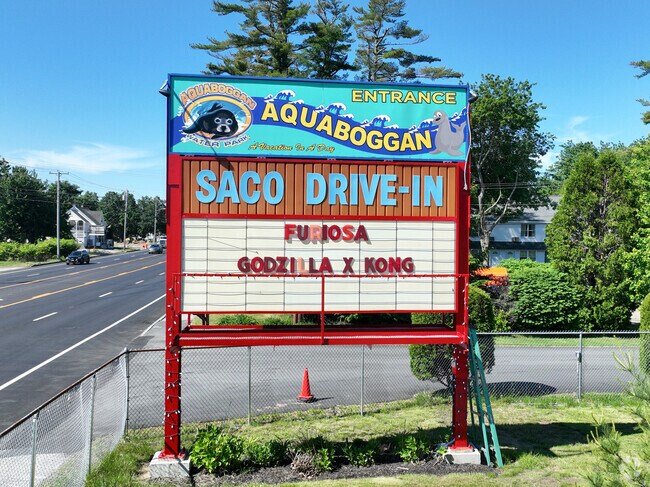 AQUABOGGAN
WATER PARK
ENTRANCE
AQUABOGGAN
A Vacation In A Day
SACO DRIVE-IN
FURIOSA
GODZILLA X KONG